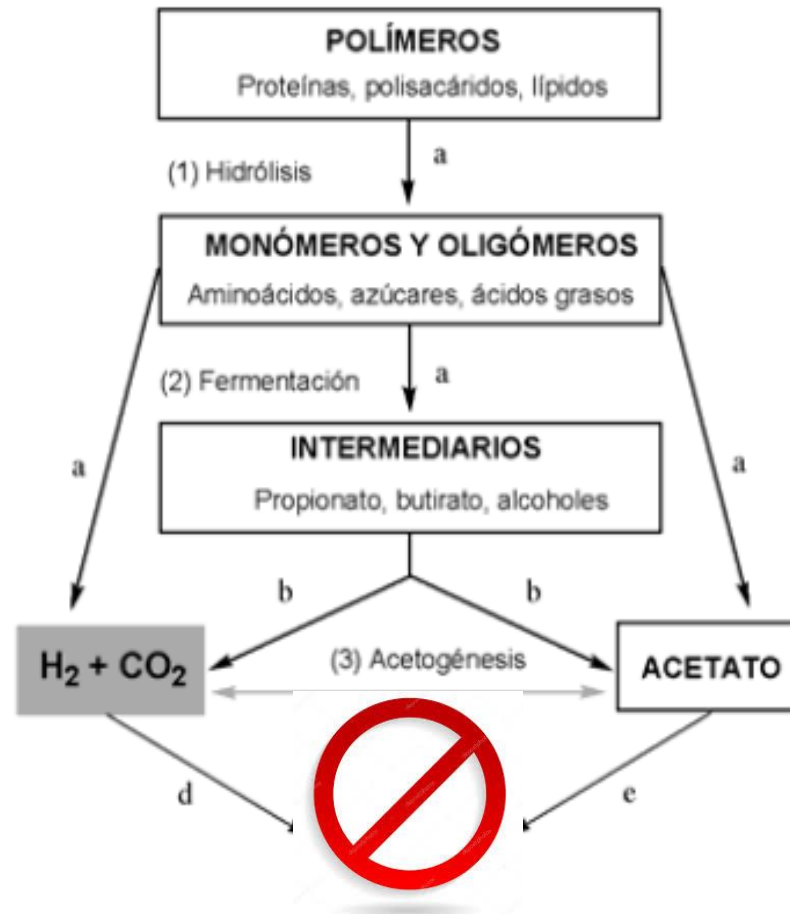 POLÍMEROS
Proteínas, polisacáridos, lípidos
a
(1) Hidrólisis
MONÓMEROS Y OLIGÓMEROS
Aminoácidos, azúcares, ácidos grasos
(2) Fermentación
a
a
a
INTERMEDIARIOS
Propionato, butirato, alcoholes
b
b
H₂ + CO₂
(3) Acetogénesis
ACETATO
d
e